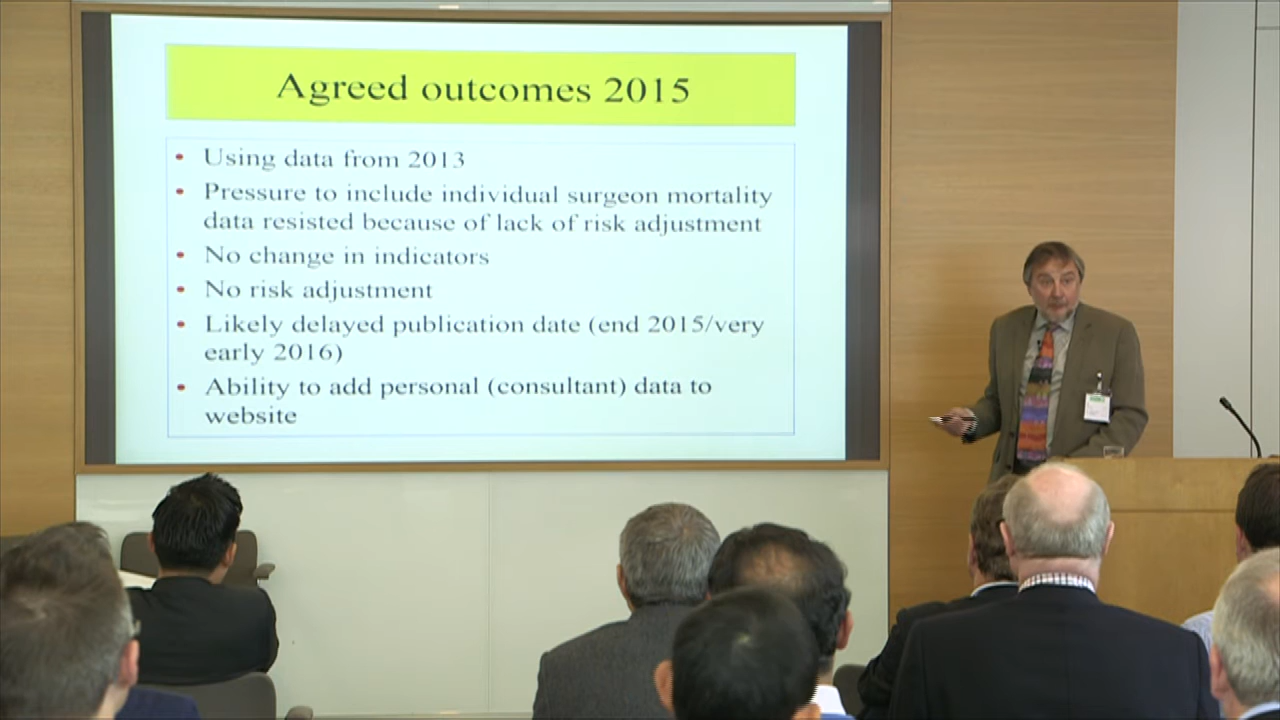 Agreed outcomes 2015
• Using data from 2013
• Pressure to include individual surgeon mortality
data resisted because of lack of risk adjustment
• No change in indicators
• No risk adjustment
• Likely delayed publication date (end 2015/very
early 2016)
• Ability to add personal (consultant) data to
website